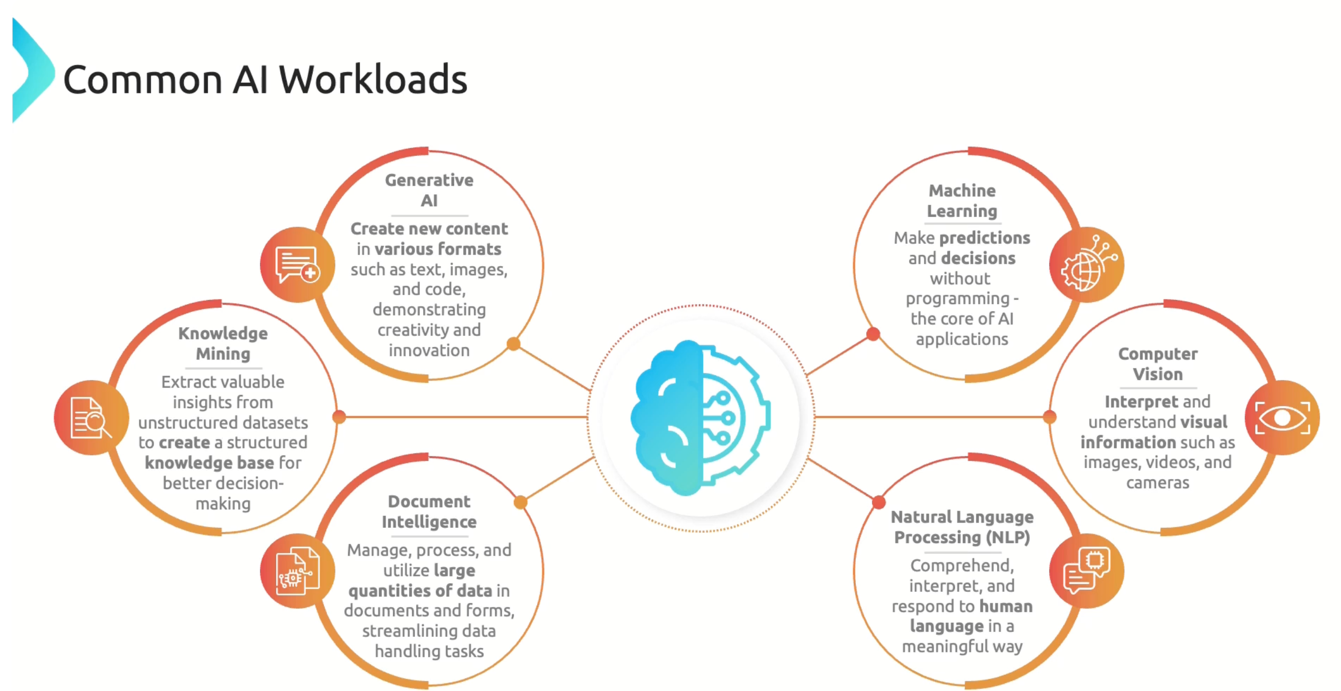 Common AI Workloads
Generative
AI
Create new content
in various formats
such as text, images,
and code,
demonstrating
creativity and
innovation
Knowledge
Mining
Extract valuable
insights from
unstructured datasets
to create a structured
knowledge base for
better decision-
making
Document
Intelligence
Manage, process, and
utilize large
quantities of data in
documents and forms,
streamlining data
handling tasks
Machine
Learning
Make predictions
and decisions
without
programming -
the core of AI
applications
Computer
Vision
Interpret and
understand visual
information such as
images, videos, and
cameras
Natural Language
Processing (NLP)
Comprehend,
interpret, and
respond to human
language in a
meaningful way